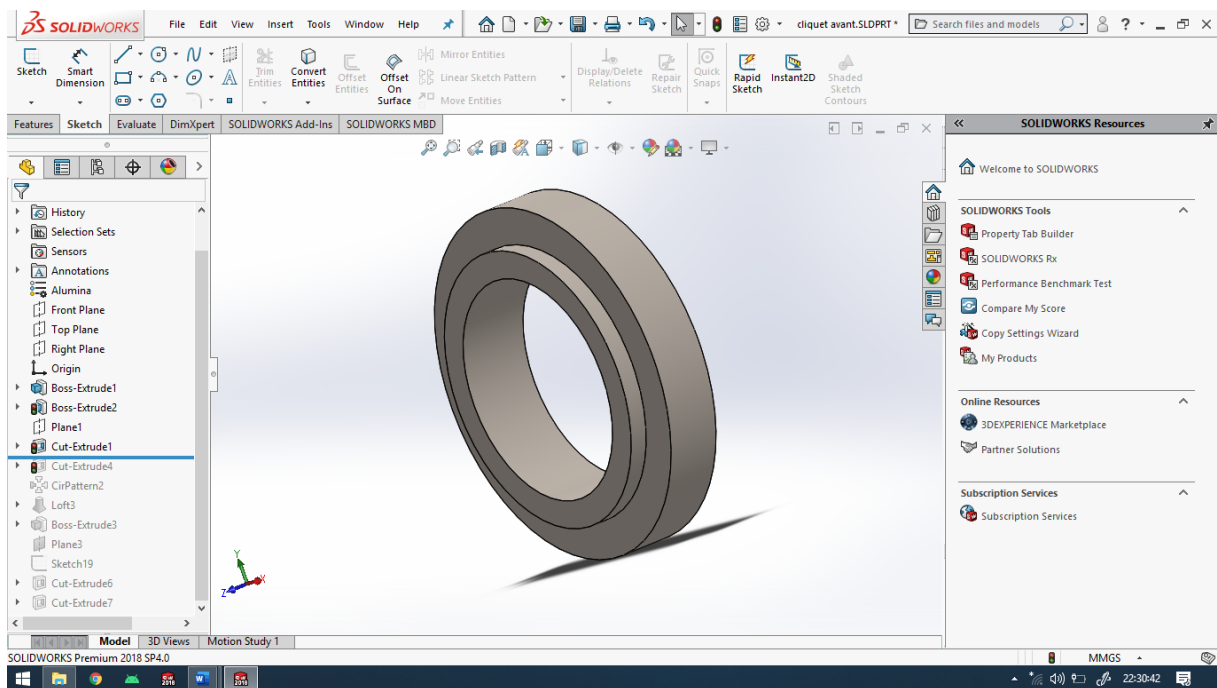 SOLIDWORKS File Edit View Insert Tools Window Help cliquet avant.SLDPRT * Search files and models ?
Sketch Smart Dimension Trim Entities Convert Entities Offset Entities Offset On Surface Mirror Entities Linear Sketch Pattern Move Entities Display/Delete Relations Repair Sketch Quick Snaps Rapid Sketch Instant2D Shaded Sketch Contours
Features Sketch Evaluate DimXpert SOLIDWORKS Add-Ins SOLIDWORKS MBD
History
Selection Sets
Sensors
Annotations
Alumina
Front Plane
Top Plane
Right Plane
Origin
Boss-Extrude1
Boss-Extrude2
Plane1
Cut-Extrude1
Cut-Extrude4
CirPattern2
Loft3
Boss-Extrude3
Plane3
Sketch19
Cut-Extrude6
Cut-Extrude7
Y
X
Z
SOLIDWORKS Resources
Welcome to SOLIDWORKS
SOLIDWORKS Tools
Property Tab Builder
SOLIDWORKS Rx
Performance Benchmark Test
Compare My Score
Copy Settings Wizard
My Products
Online Resources
3DEXPERIENCE Marketplace
Partner Solutions
Subscription Services
Subscription Services
Model 3D Views Motion Study 1
SOLIDWORKS Premium 2018 SP4.0 MMGS
22:30:42